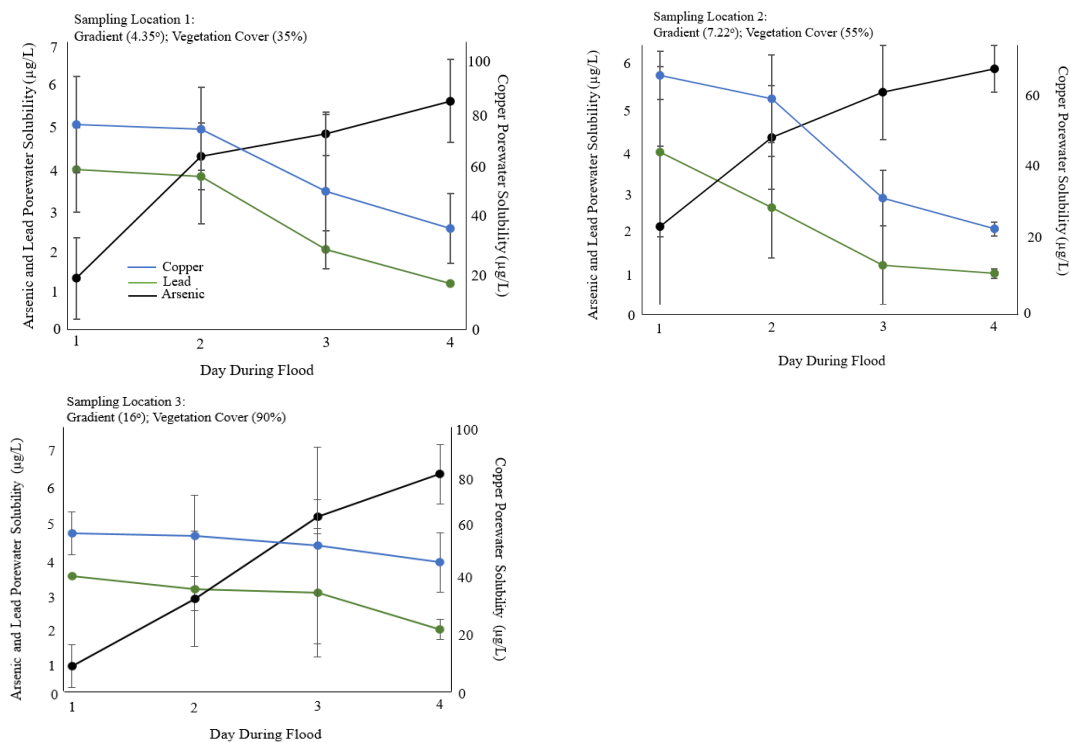 Sampling Location 1:
Gradient (4.35º); Vegetation Cover (35%)
Arsenic and Lead Porewater Solubility (µg/L)
7
6
5
4
3
2
1
0
100
80
60
40
20
0
Copper Porewater Solubility (µg/L)
Copper
Lead
Arsenic
1
2
3
4
Day During Flood
Sampling Location 2:
Gradient (7.22º); Vegetation Cover (55%)
Arsenic and Lead Porewater Solubility (µg/L)
6
5
4
3
2
1
0
60
40
20
0
Copper Porewater Solubility (µg/L)
1
2
3
4
Day During Flood
Sampling Location 3:
Gradient (16º); Vegetation Cover (90%)
Arsenic and Lead Porewater Solubility (µg/L)
7
6
5
4
3
2
1
0
100
80
60
40
20
0
Copper Porewater Solubility (µg/L)
1
2
3
4
Day During Flood